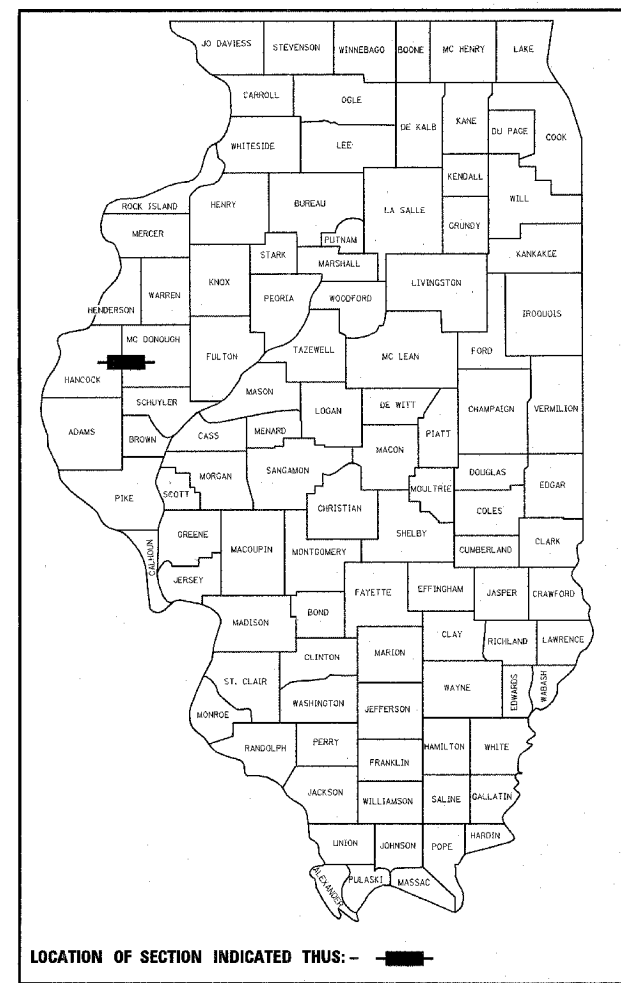 JO DAVIESS
STEVENSON
WINNEBAGO
BOONE
MC HENRY
LAKE
CARROLL
OGLE
DE KALB
KANE
DU PAGE
COOK
WHITESIDE
LEE
KENDALL
WILL
ROCK ISLAND
HENRY
BUREAU
LA SALLE
GRUNDY
MERCER
PUTNAM
STARK
MARSHALL
KANKAKEE
HENDERSON
WARREN
KNOX
PEORIA
WOODFORD
LIVINGSTON
IROQUOIS
MC DONOUGH
FULTON
TAZEWELL
MC LEAN
FORD
HANCOCK
SCHUYLER
MASON
LOGAN
DE WITT
CHAMPAIGN
VERMILION
ADAMS
BROWN
CASS
MENARD
MACON
PIATT
PIKE
SCOTT
MORGAN
SANGAMON
CHRISTIAN
MOULTRIE
DOUGLAS
EDGAR
COLES
CALHOUN
GREENE
MACOUPIN
MONTGOMERY
SHELBY
CUMBERLAND
CLARK
JERSEY
FAYETTE
EFFINGHAM
JASPER
CRAWFORD
MADISON
BOND
CLAY
RICHLAND
LAWRENCE
CLINTON
MARION
ST. CLAIR
WASHINGTON
WAYNE
EDWARDS
WABASH
MONROE
JEFFERSON
RANDOLPH
PERRY
HAMILTON
WHITE
FRANKLIN
JACKSON
WILLIAMSON
SALINE
GALLATIN
UNION
JOHNSON
POPE
HARDIN
ALEXANDER
PULASKI
MASSAC
LOCATION OF SECTION INDICATED THUS: -